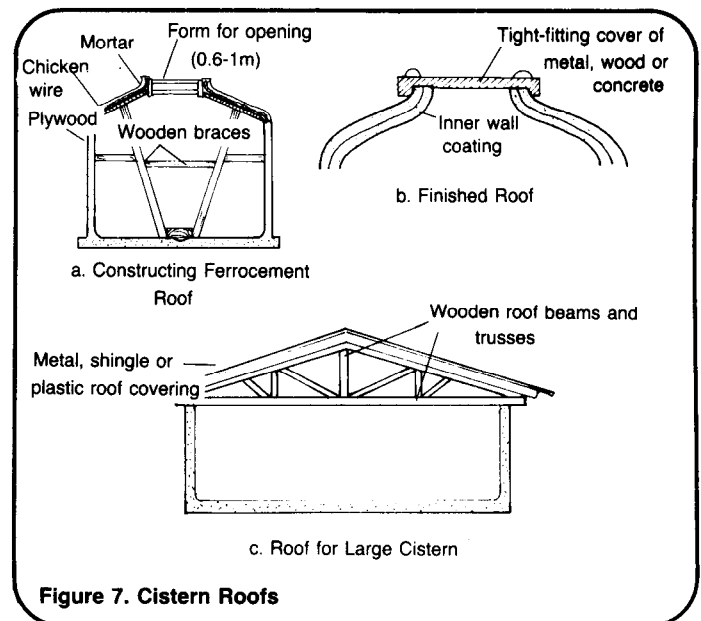 Form for opening
(0.6-1m)
Mortar
Chicken
wire
Plywood
Wooden braces
a. Constructing Ferrocement
Roof
Tight-fitting cover of
metal, wood or
concrete
Inner wall
coating
b. Finished Roof
Wooden roof beams and
trusses
Metal, shingle or
plastic roof covering
c. Roof for Large Cistern
Figure 7. Cistern Roofs